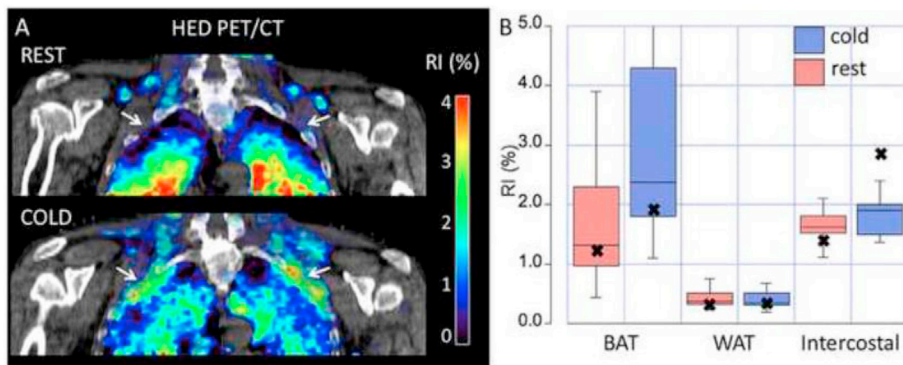 A
HED PET/CT
REST
RI (%)
4
3
2
1
0
COLD
B
5.0
4.0
3.0
2.0
1.0
0.0
RI (%)
cold
rest
BAT
WAT
Intercostal